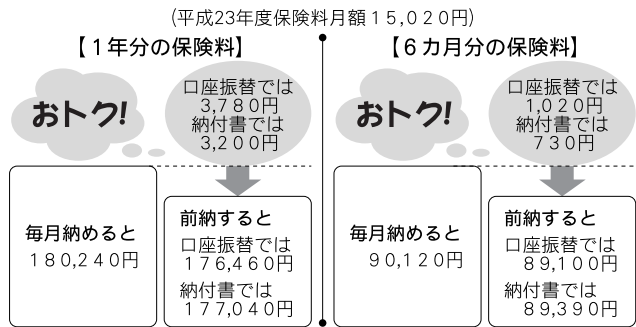 (平成23年度保険料月額15,020円)
【1年分の保険料】
おトク!
口座振替では
3,780円
納付書では
3,200円
毎月納めると
180,240円
前納すると
口座振替では
176,460円
納付書では
177,040円
【6カ月分の保険料】
おトク!
口座振替では
1,020円
納付書では
730円
毎月納めると
90,120円
前納すると
口座振替では
89,100円
納付書では
89,390円